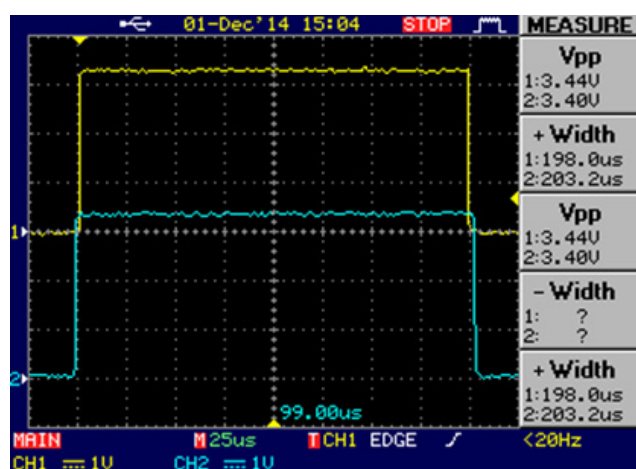 01-Dec'14 15:04 STOP MEASURE
Vpp
1:3.44V
2:3.40V
+ Width
1:198.0us
2:203.2us
Vpp
1:3.44V
2:3.40V
- Width
1: ?
2: ?
+ Width
1:198.0us
2:203.2us
1
2
99.00us
MAIN M 25us T CH1 EDGE <20Hz
CH1 1V CH2 1V